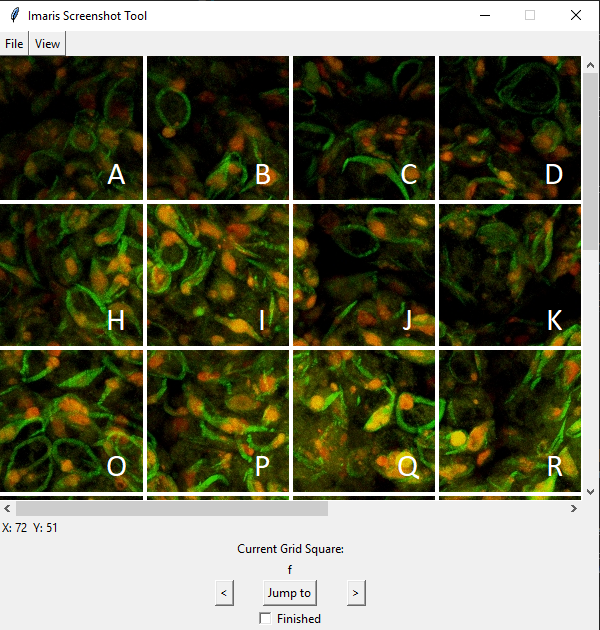 Imaris Screenshot Tool
File View
A B C D
H I J K
O P Q R
X: 72 Y: 51
Current Grid Square:
f
< Jump to >
Finished